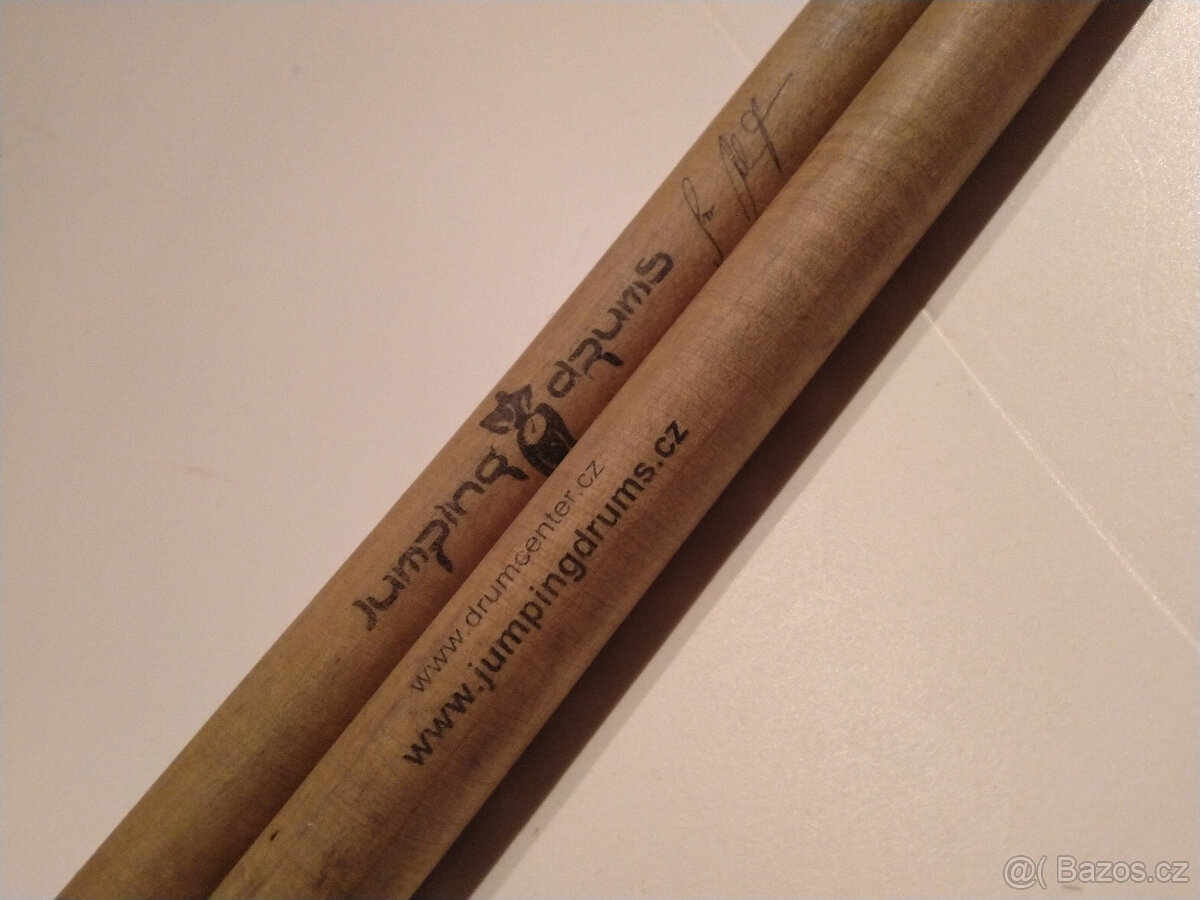 jumping drums
www.drumcenter.cz
www.jumpingdrums.cz
@( Bazos.cz